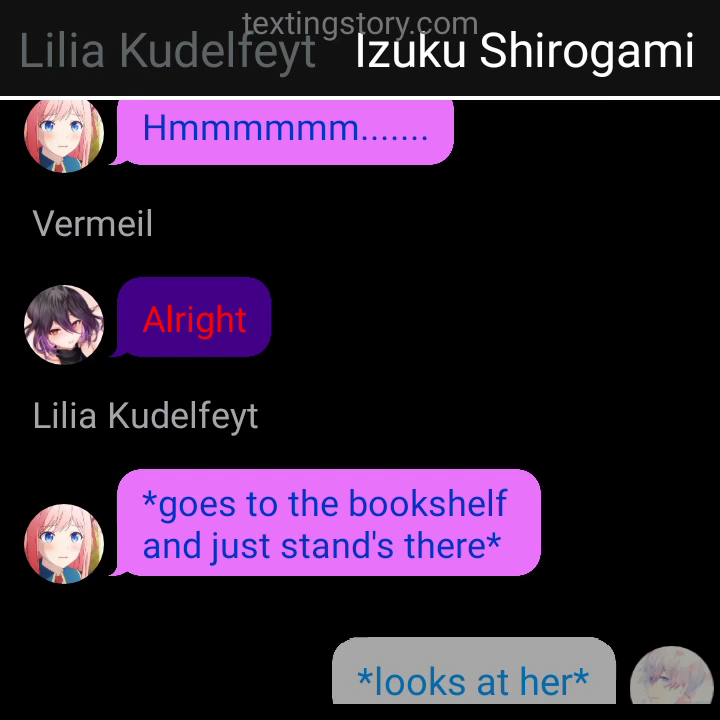 textingstory.com
Lilia Kudelfeyt Izuku Shirogami
Hmmmmmm.......
Vermeil
Alright
Lilia Kudelfeyt
*goes to the bookshelf
and just stand's there*
*looks at her*